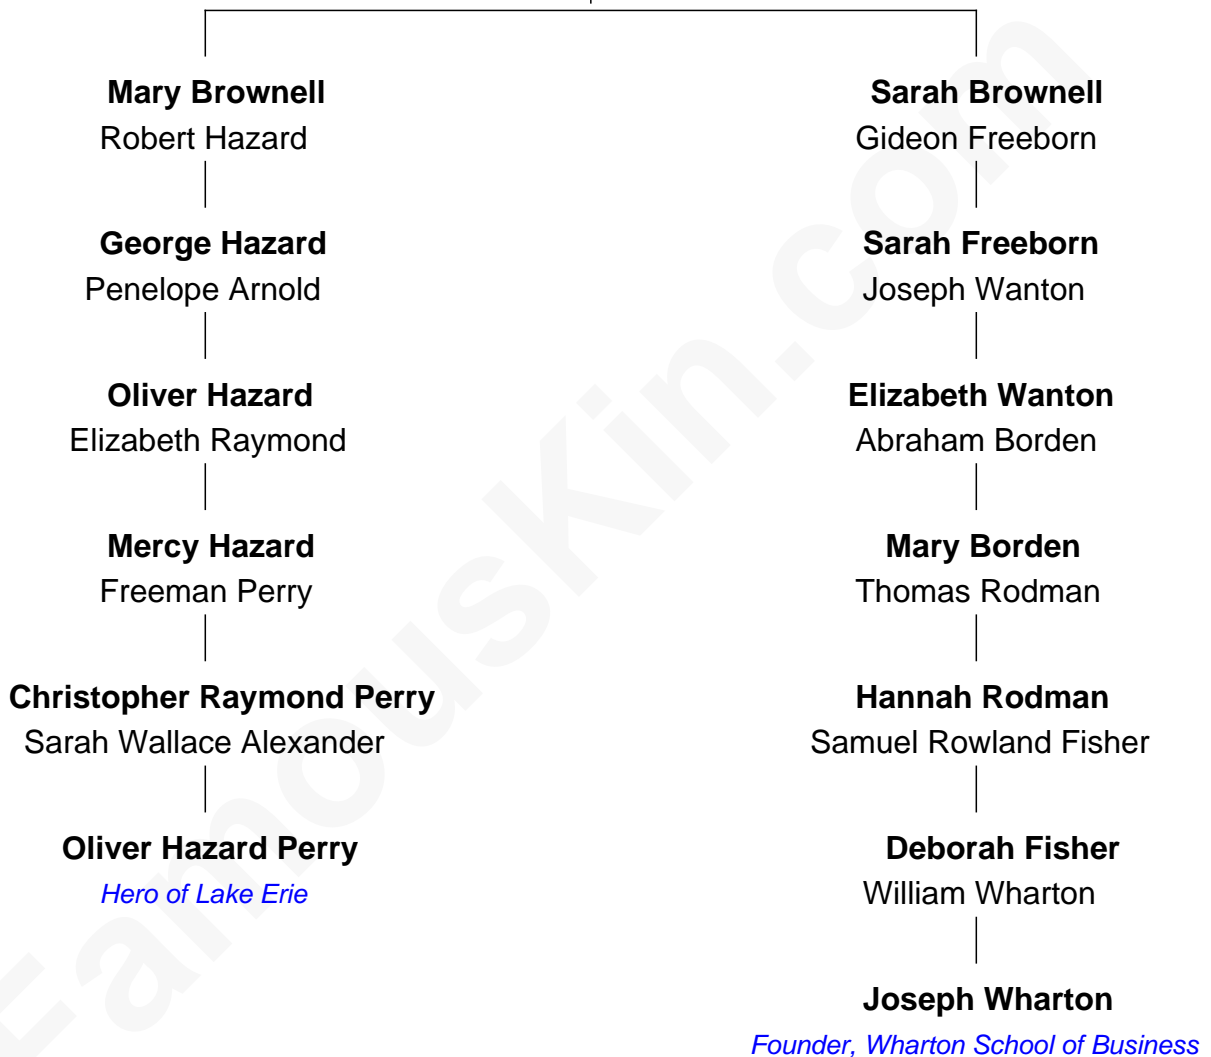 Mary Brownell
Robert Hazard
George Hazard
Penelope Arnold
Oliver Hazard
Elizabeth Raymond
Mercy Hazard
Freeman Perry
Christopher Raymond Perry
Sarah Wallace Alexander
Oliver Hazard Perry
Hero of Lake Erie
Sarah Brownell
Gideon Freeborn
Sarah Freeborn
Joseph Wanton
Elizabeth Wanton
Abraham Borden
Mary Borden
Thomas Rodman
Hannah Rodman
Samuel Rowland Fisher
Deborah Fisher
William Wharton
Joseph Wharton
Founder, Wharton School of Business
FamousKin.com